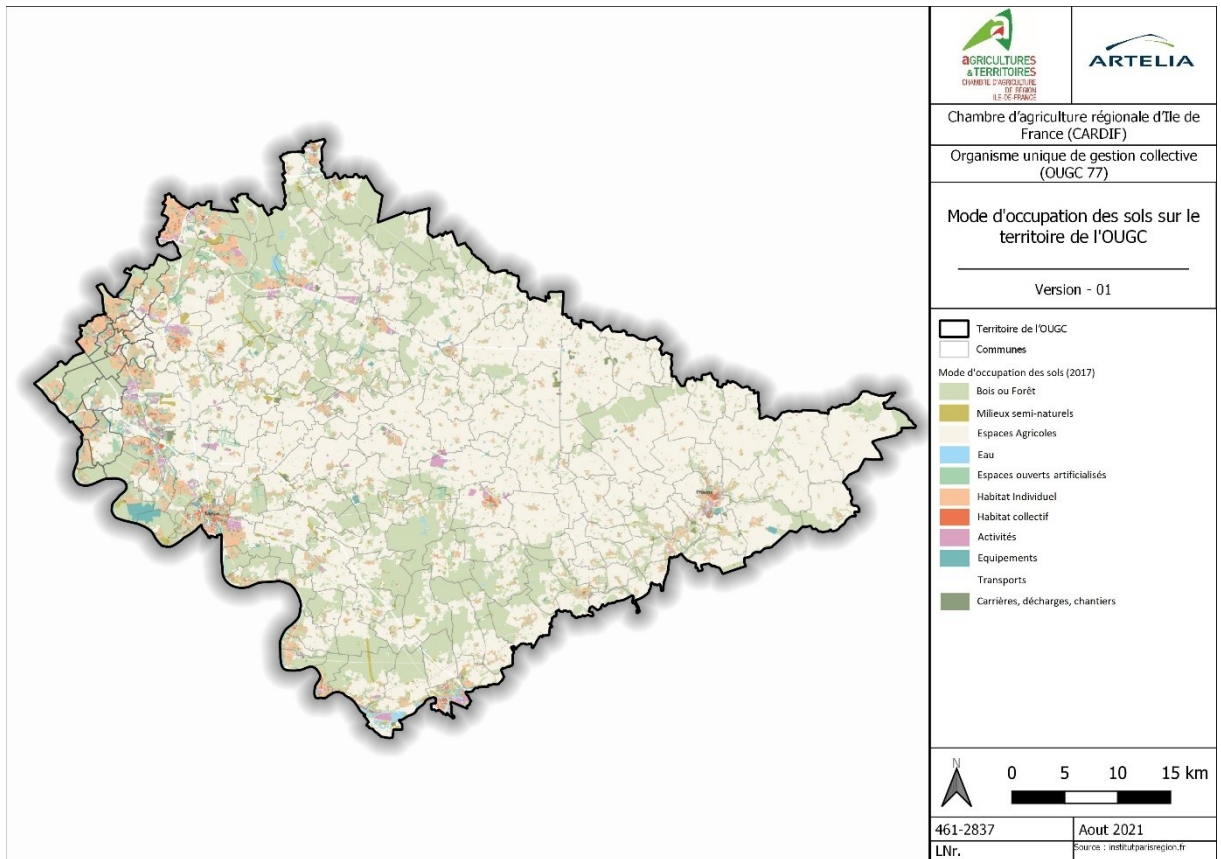 aGRICULTURES
& TERRITOIRES
CHAMBRE D'AGRICULTURE
DE RÉGION
ILE-DE-FRANCE
ARTELIA
Chambre d'agriculture régionale d'Ile de
France (CARDIF)
Organisme unique de gestion collective
(OUGC 77)
Mode d'occupation des sols sur le
territoire de l'OUGC
Version - 01
Territoire de l'OUGC
Communes
Mode d'occupation des sols (2017)
Bois ou Forêt
Milieux semi-naturels
Espaces Agricoles
Eau
Espaces ouverts artificialisés
Habitat Individuel
Habitat collectif
Activités
Equipements
Transports
Carrières, décharges, chantiers
N
0 5 10 15 km
461-2837
Aout 2021
LNr.
Source : institutparisregion.fr
Melun
Provins